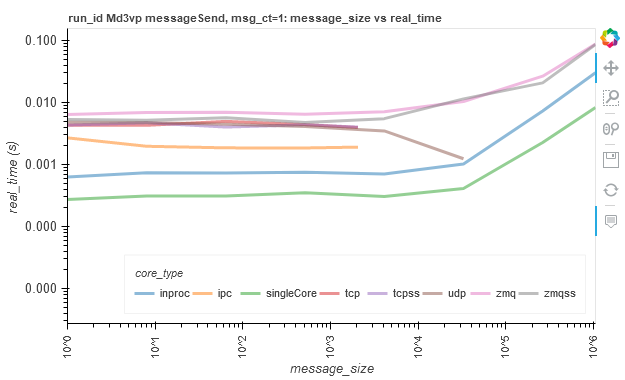 run_id Md3vp messageSend, msg_ct=1: message_size vs real_time
0.100
0.010
0.001
0.000
0.000
real_time (s)
core_type
inproc ipc singleCore tcp tcpss udp zmq zmqss
10^0 10^1 10^2 10^3 10^4 10^5 10^6
message_size